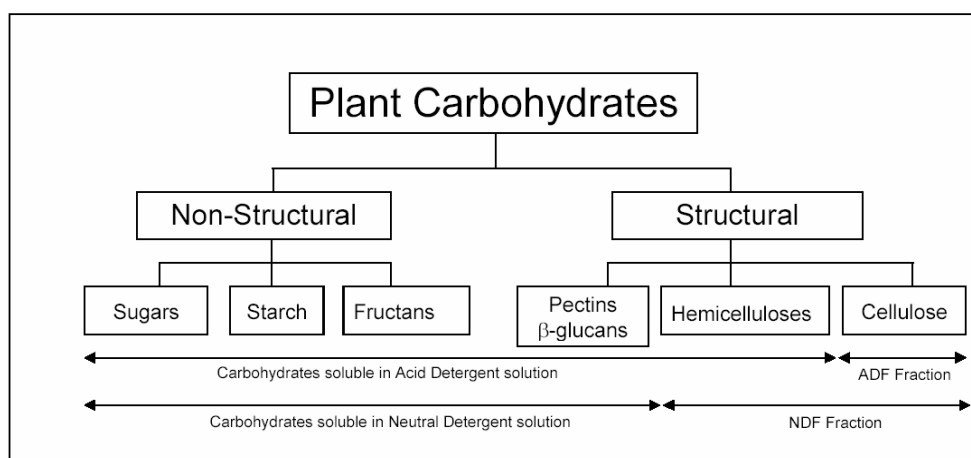 Plant Carbohydrates
Non-Structural
Structural
Sugars
Starch
Fructans
Pectins
β-glucans
Hemicelluloses
Cellulose
Carbohydrates soluble in Acid Detergent solution
ADF Fraction
Carbohydrates soluble in Neutral Detergent solution
NDF Fraction